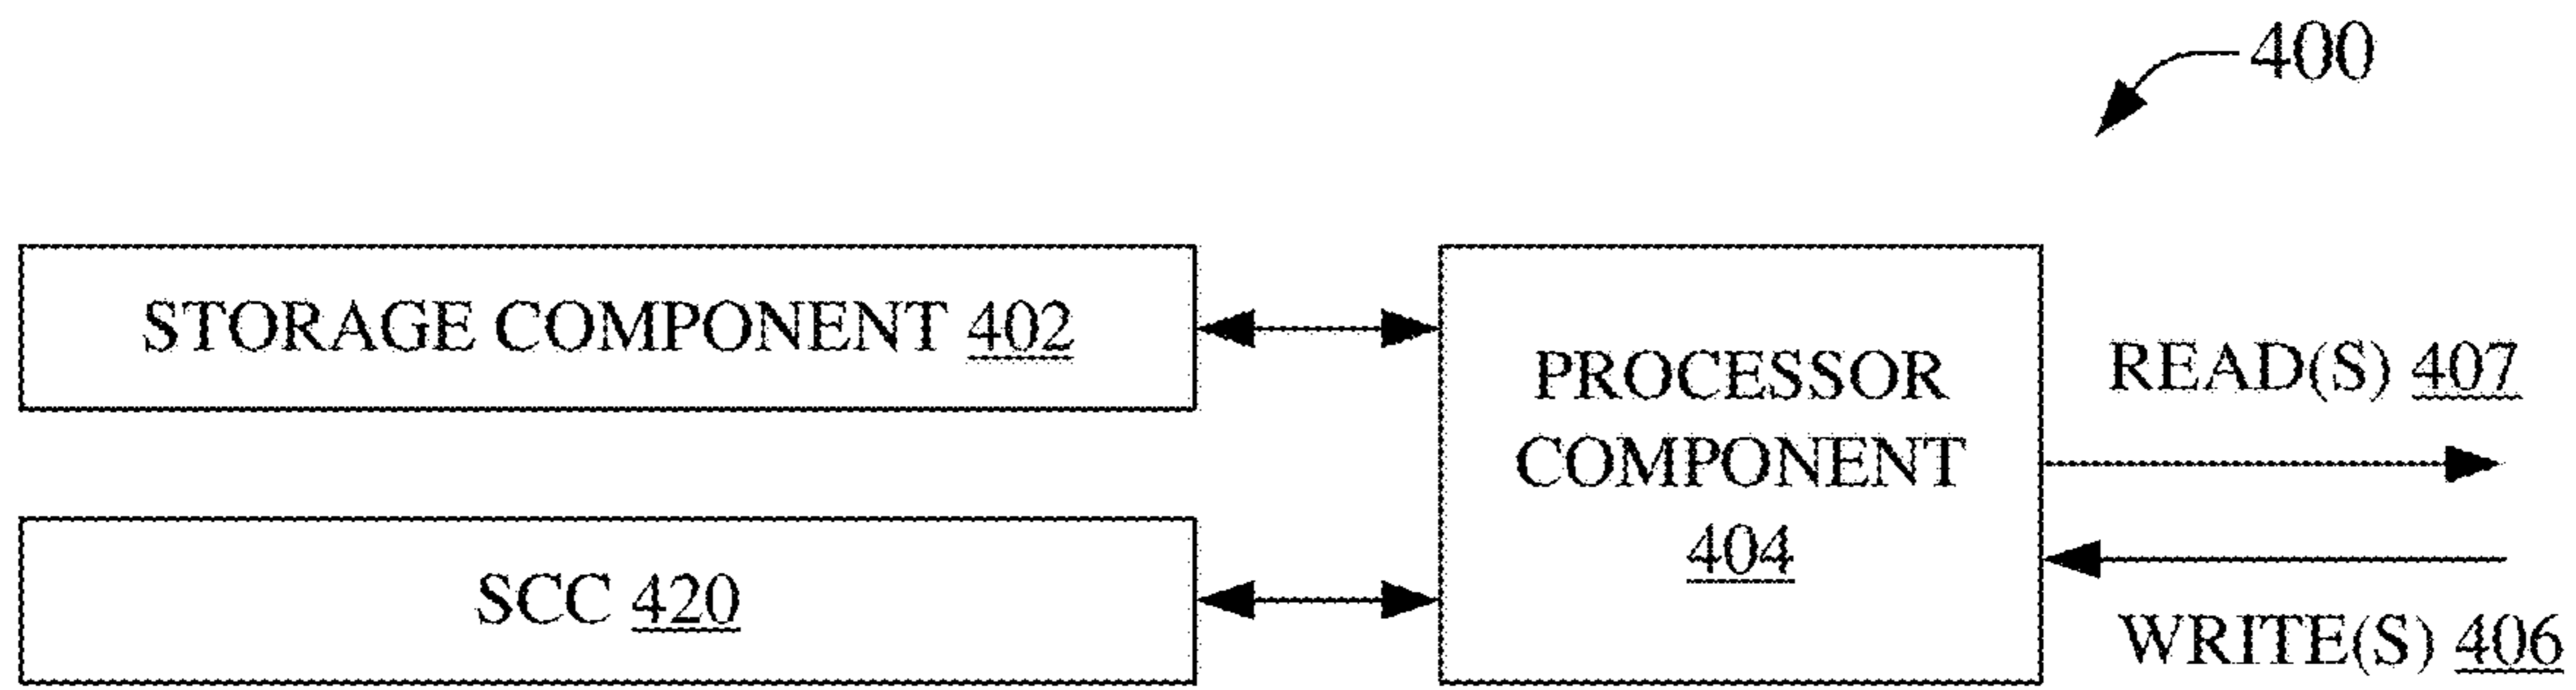 400
STORAGE COMPONENT 402
PROCESSOR
COMPONENT
404
READ(S) 407
SCC 420
WRITE(S) 406